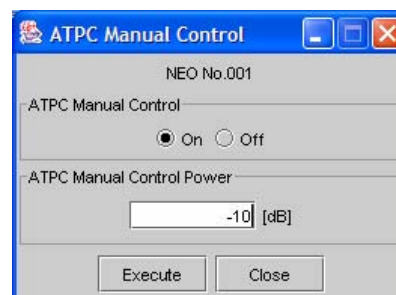 ATPC Manual Control
NEO No.001
ATPC Manual Control
On Off
ATPC Manual Control Power
-10 [dB]
Execute Close